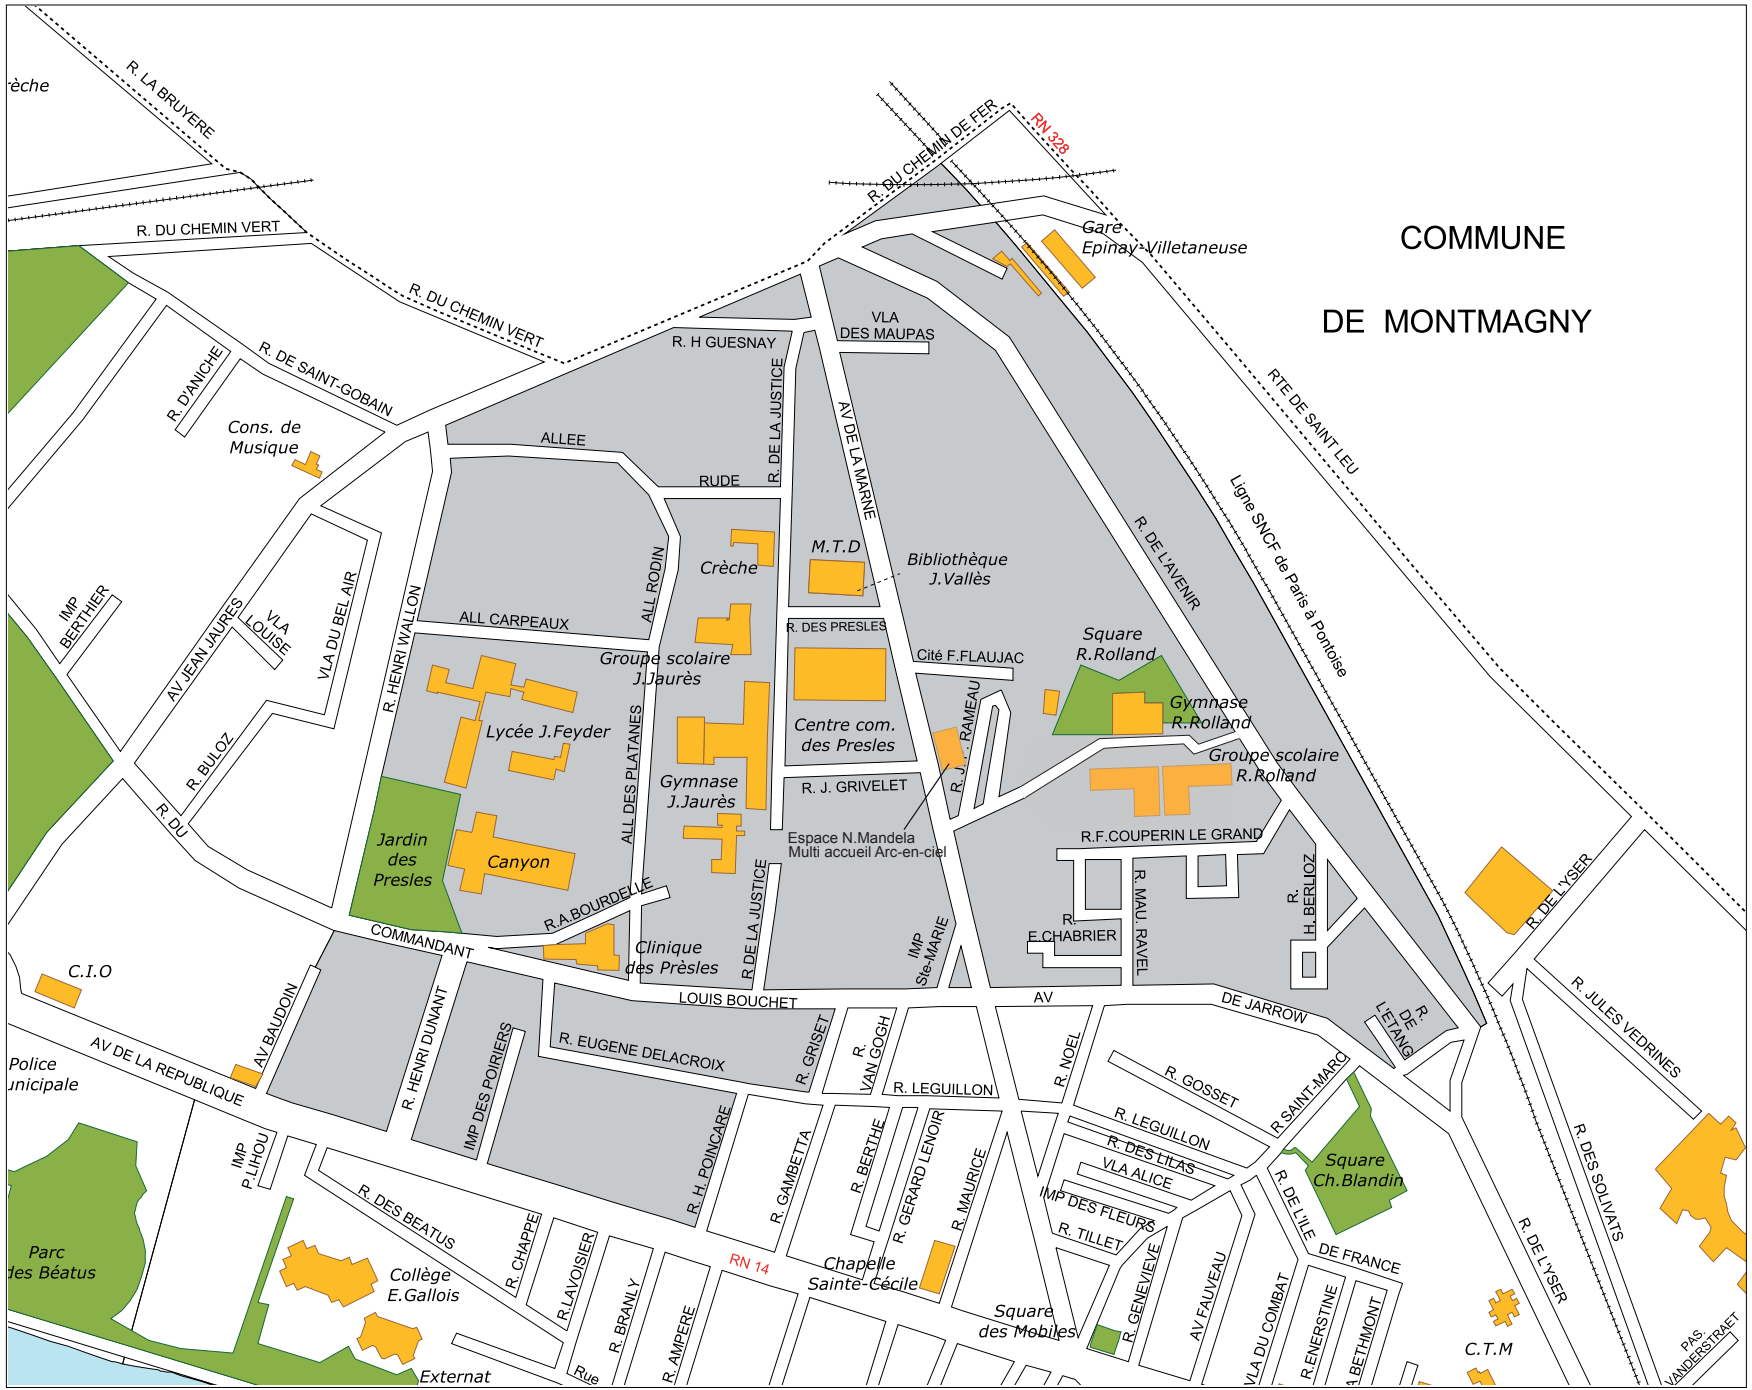 rèche
R. LA BRUYERE
R. DU CHEMIN DE FER
RN 328
R. DU CHEMIN VERT
Gare
Epinay-Villetaneuse
COMMUNE
DE MONTMAGNY
R. DU CHEMIN VERT
VLA
DES MAUPAS
R. H GUESNAY
R. D'ANICHE
R. DE SAINT-GOBAIN
RTE DE SAINT LEU
Cons. de
Musique
ALLEE
RUDE
R. DE LA JUSTICE
AV DE LA MARNE
Ligne SNCF de Paris à Pontoise
R. DE L'AVENIR
M.T.D
Bibliothèque
J.Vallès
Crèche
ALL RODIN
IMP
BERTHIER
AV JEAN JAURES
VLA
LOUISE
VLA DU BEL AIR
R. HENRI WALLON
ALL CARPEAUX
R. DES PRESLES
Groupe scolaire
J.Jaurès
Cité F.FLAUJAC
Square
R.Rolland
Gymnase
R.Rolland
Groupe scolaire
R.Rolland
Lycée J.Feyder
ALL DES PLATANES
Centre com.
des Presles
R. BULOZ
Gymnase
J.Jaurès
R. J. GRIVELET
Espace N.Mandela
Multi accueil Arc-en-ciel
R.F.COUPERIN LE GRAND
R. DU
COMMANDANT
LOUIS BOUCHET
Jardin
des
Presles
Canyon
R.A.BOURDELLE
Clinique
des Prèsles
R DE LA JUSTICE
IMP
Ste-MARIE
R.
E.CHABRIER
R. MAU. RAVEL
R.
H.BERLIOZ
R. DE L'YSER
R. JULES VEDRINES
C.I.O
AV BAUDOIN
R. HENRI DUNANT
IMP DES POIRIERS
R. EUGENE DELACROIX
R. GRISET
R.
VAN GOGH
AV
DE JARROW
R.
DE
L'ETANG
AV DE LA REPUBLIQUE
Police
unicipale
R. LEGUILLON
R. NOEL
R. GOSSET
R SAINT-MARC
R. LEGUILLON
R. DES LILAS
VLA ALICE
IMP DES FLEURS
R. TILLET
IMP
P.LIHOU
R. H. POINCARE
R. GAMBETTA
R. BERTHE
R. GERARD LENOIR
R. MAURICE
Square
Ch.Blandin
R. DE L'ILE
DE FRANCE
R. DES SOLIVATS
R. DE L'YSER
R. DES BEATUS
R. CHAPPE
R.LAVOISIER
R. BRANLY
R. AMPERE
RN 14
Chapelle
Sainte-Cécile
Parc
des Béatus
Collège
E.Gallois
Square
des Mobiles
R. GENEVIEVE
AV FAUVEAU
VLA DU COMBAT
R.ENERSTINE
A BETHMONT
C.T.M
PAS.
VANDERSTRAET
Externat
Rue